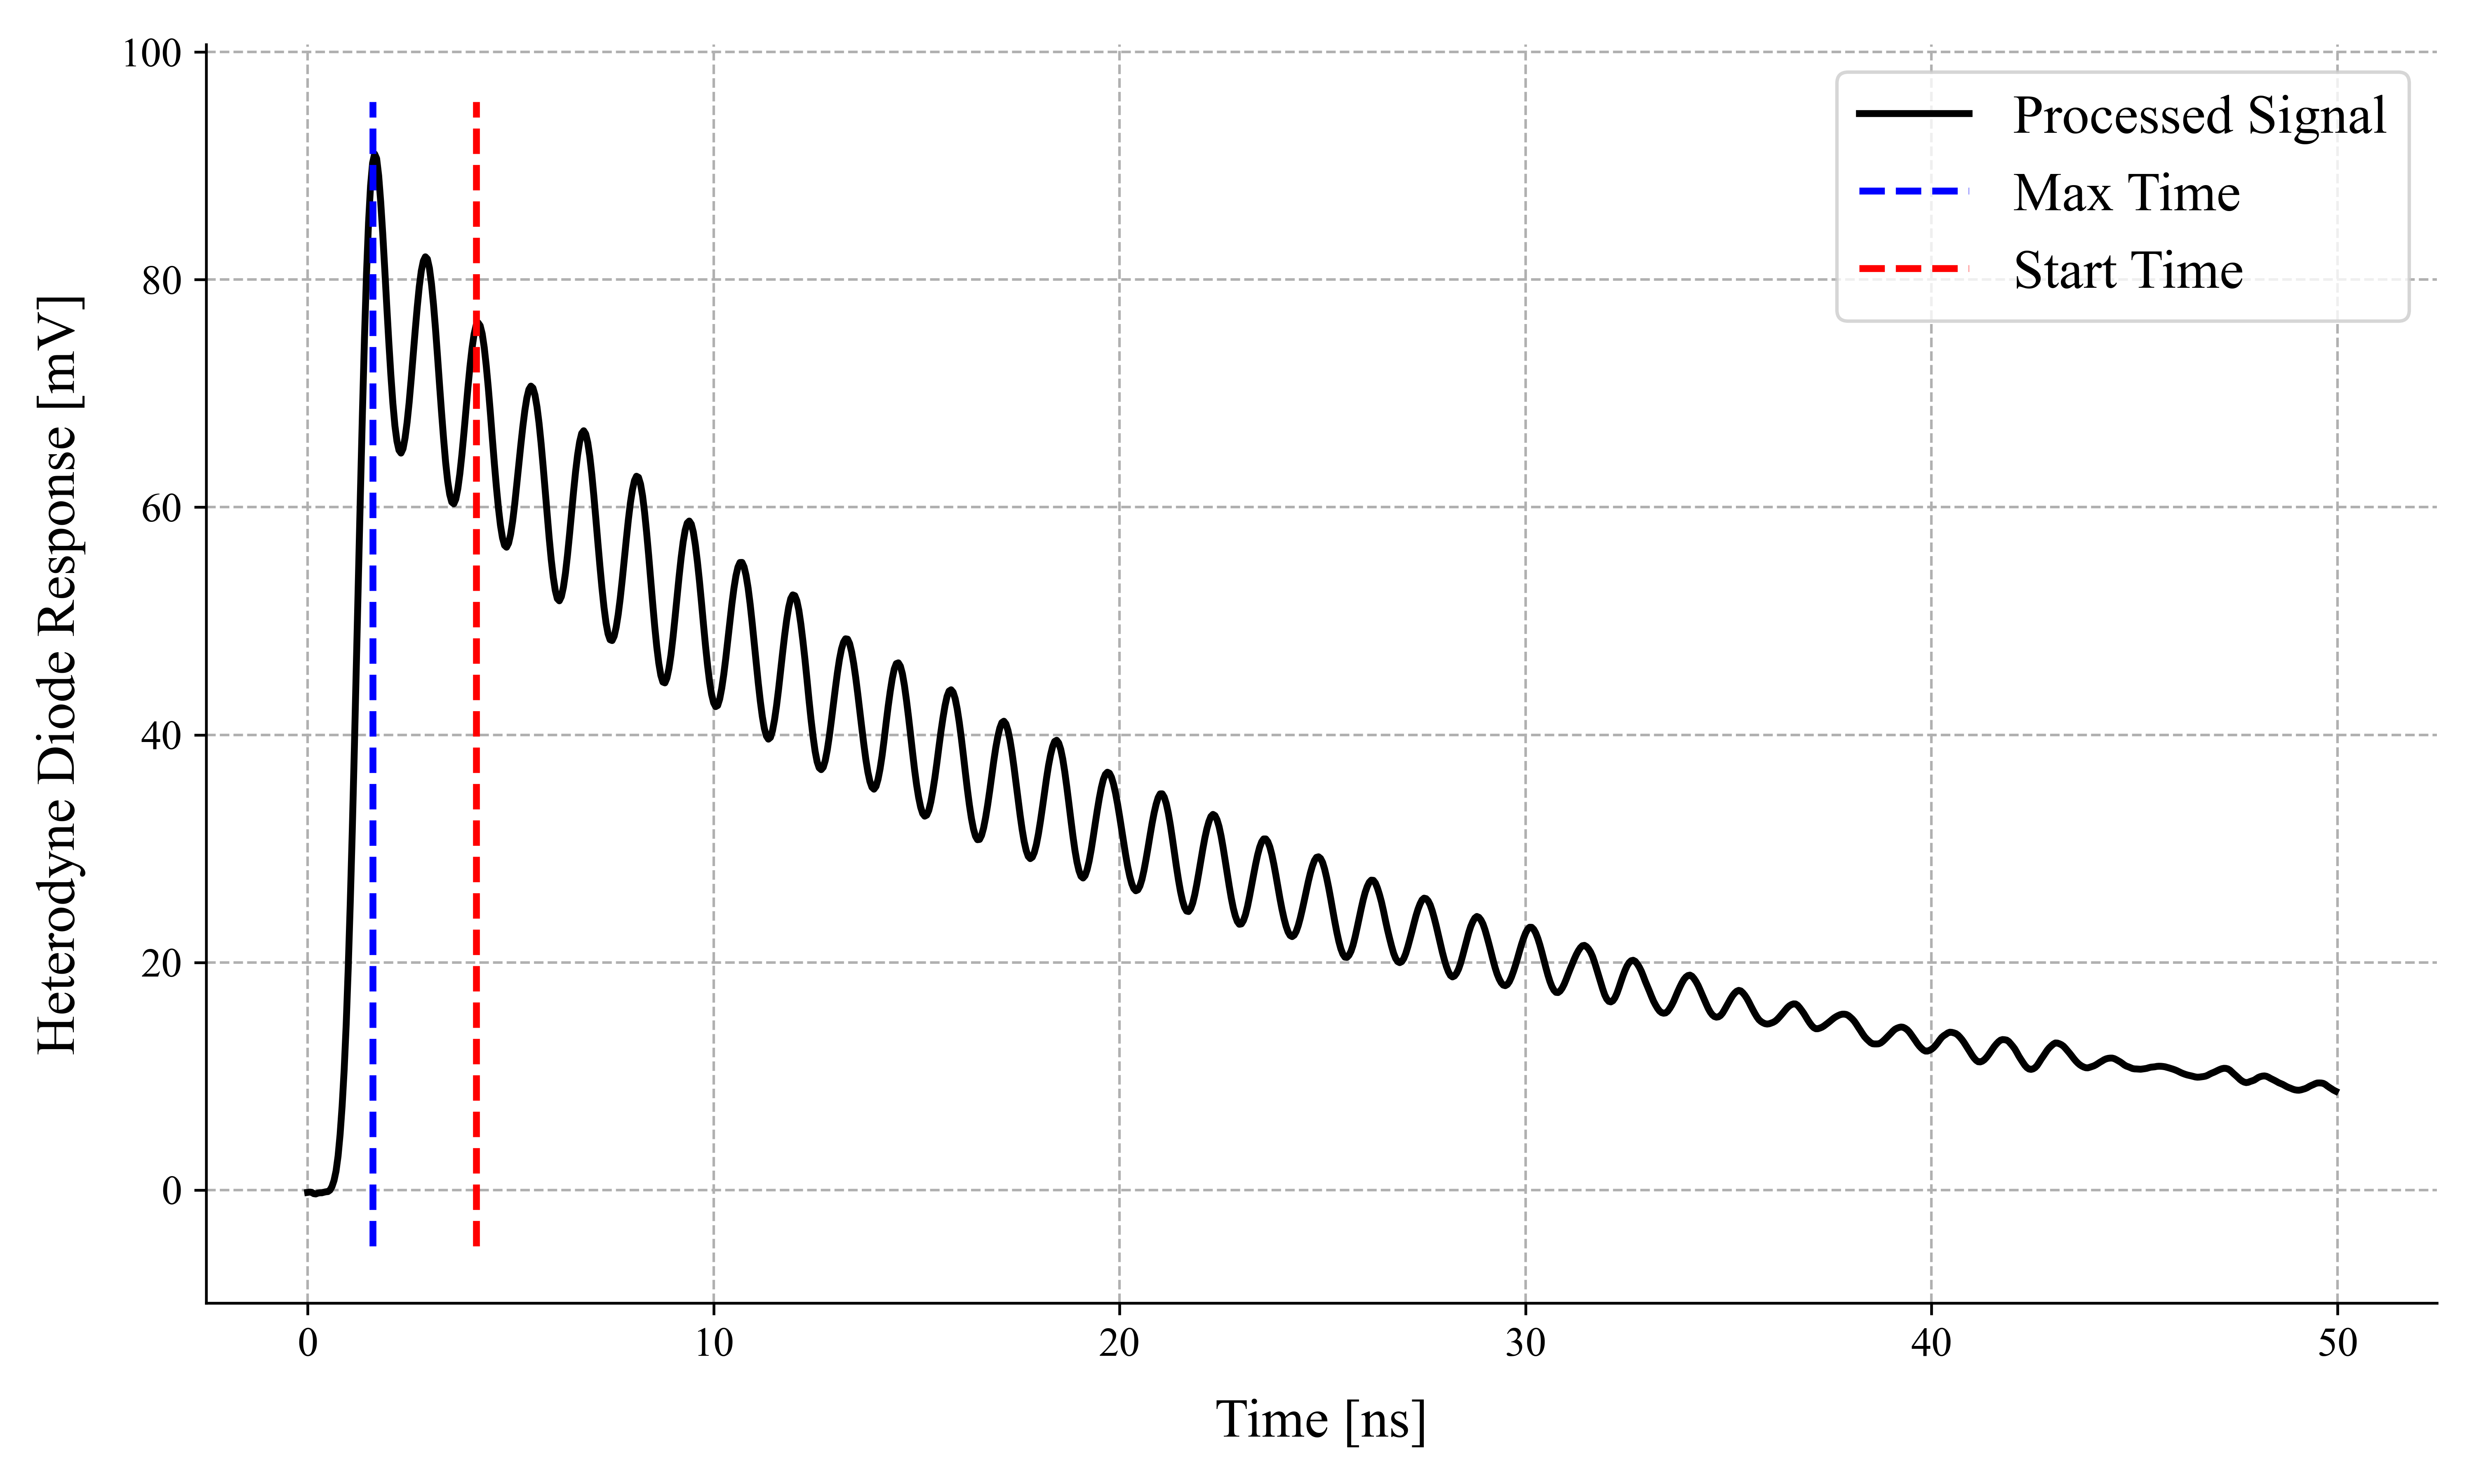 100
80
60
40
20
0
Heterodyne Diode Response [mV]
Processed Signal
Max Time
Start Time
0 10 20 30 40 50
Time [ns]